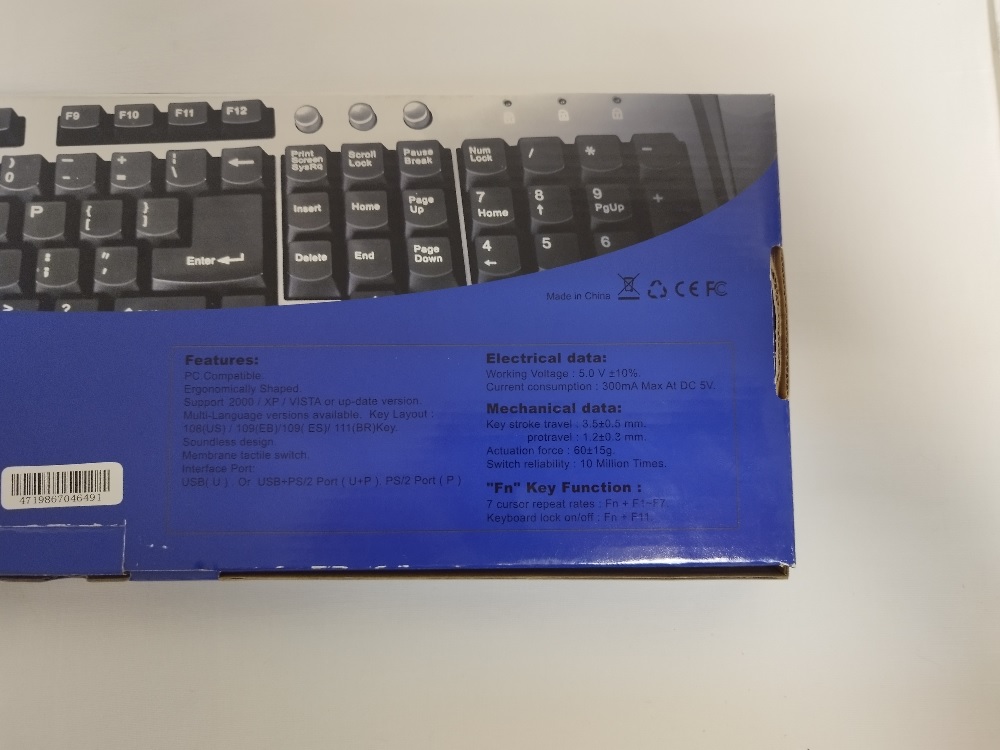 F9 F10 F11 F12
) 0 _ - + = | \ ←
Print Screen SysRq Scroll Lock Pause Break
Num Lock / * -
P { [ } ]
Insert Home Page Up
7 Home 8 ↑ 9 PgUp +
: ; " ' Enter
Delete End Page Down
4 ← 5 6
> ?
Made in China CE FC
Features:
PC Compatible.
Ergonomically Shaped.
Support 2000 / XP / VISTA or up-date version.
Multi-Language versions available. Key Layout :
108(US) / 109(EB)/109( ES)/ 111(BR)Key.
Soundless design.
Membrane tectile switch.
Interface Port:
USB( U ) . Or USB+PS/2 Port ( U+P ), PS/2 Port ( P )
Electrical data:
Working Voltage : 5.0 V ±10%.
Current consumption : 300mA Max At DC 5V.
Mechanical data:
Key stroke travel : 3.5±0.5 mm.
protravel : 1.2±0.3 mm.
Actuation force : 60±15g.
Switch reliability : 10 Million Times.
"Fn" Key Function :
7 cursor repeat rates : Fn + F1~F7.
Keyboard lock on/off : Fn + F11.
4719867046491